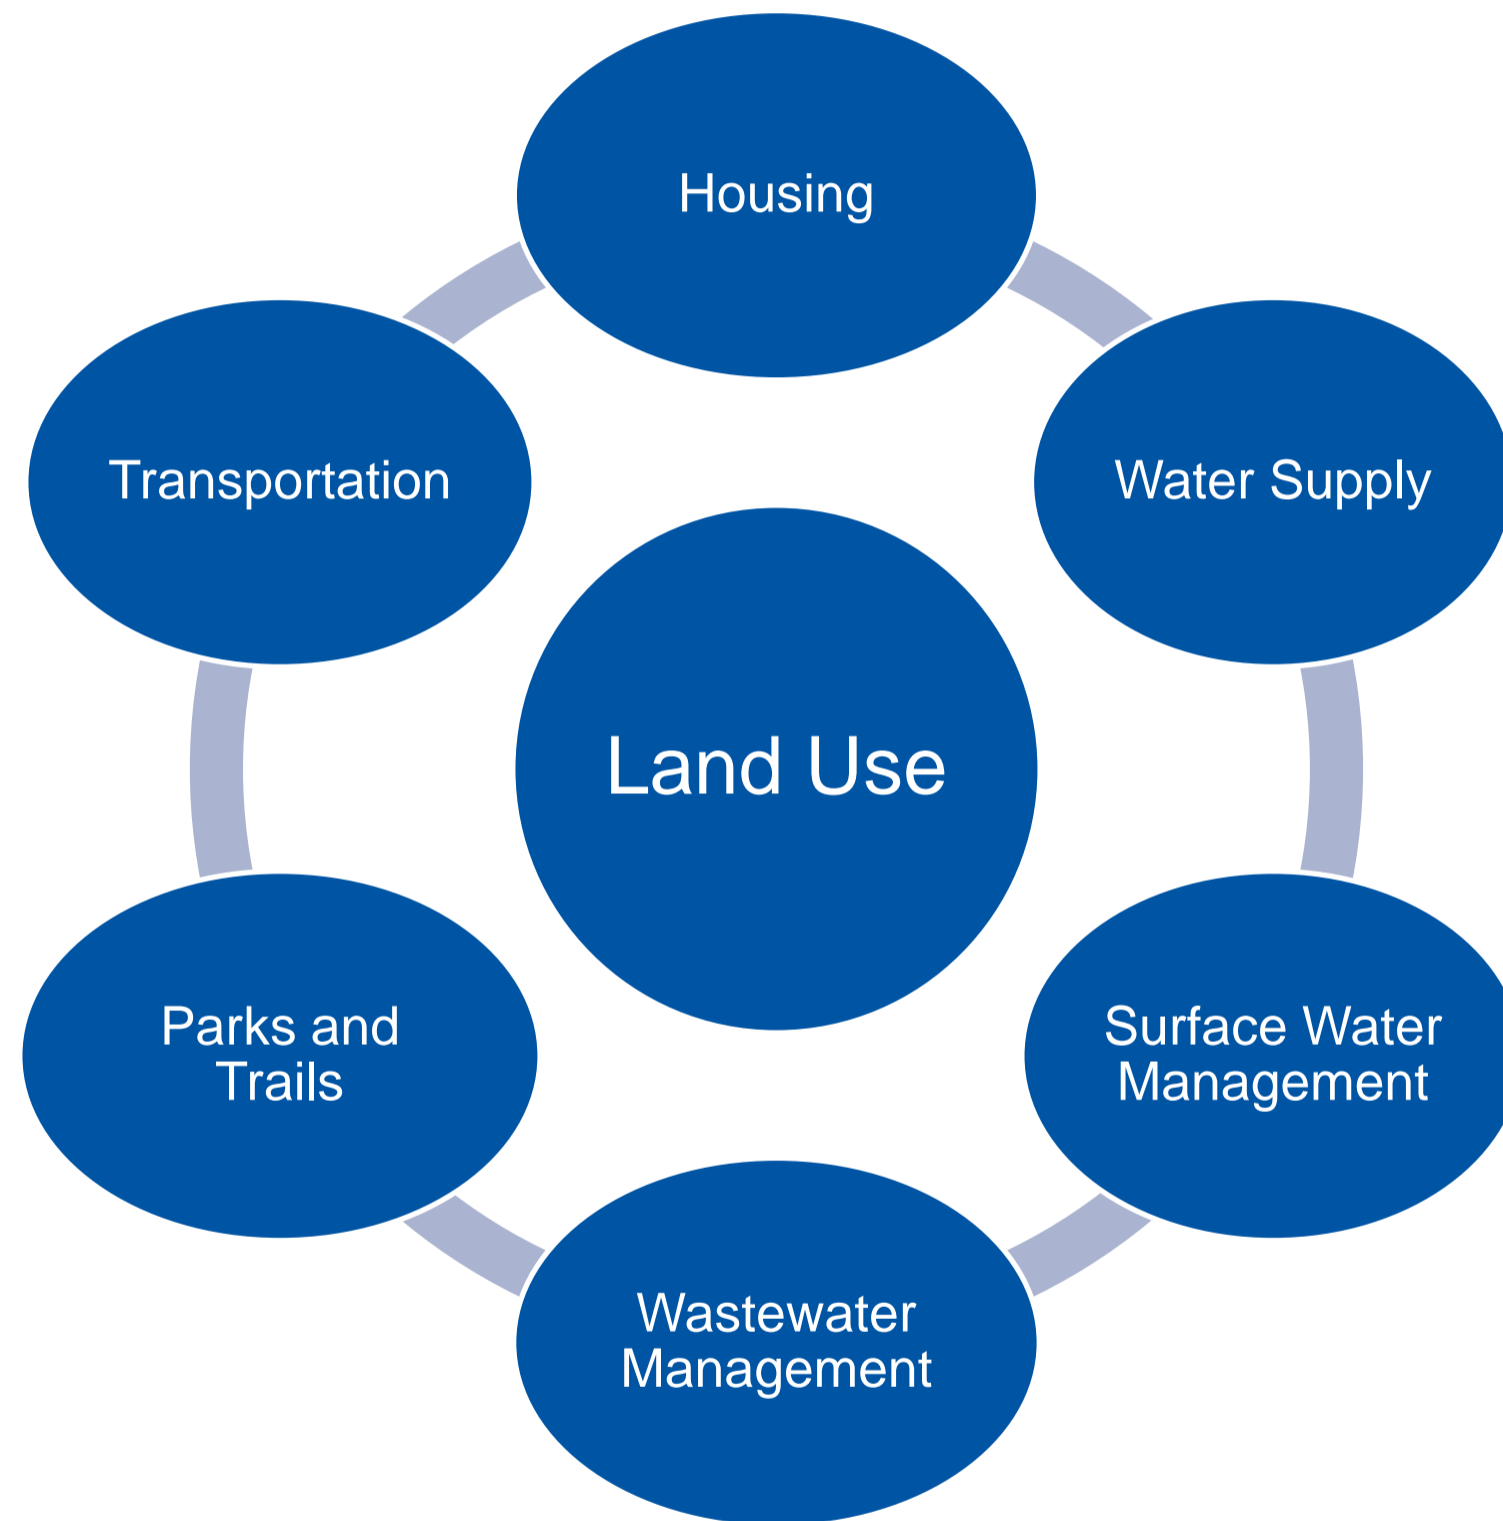 Housing
Transportation
Water Supply
Land Use
Parks and
Trails
Surface Water
Management
Wastewater
Management